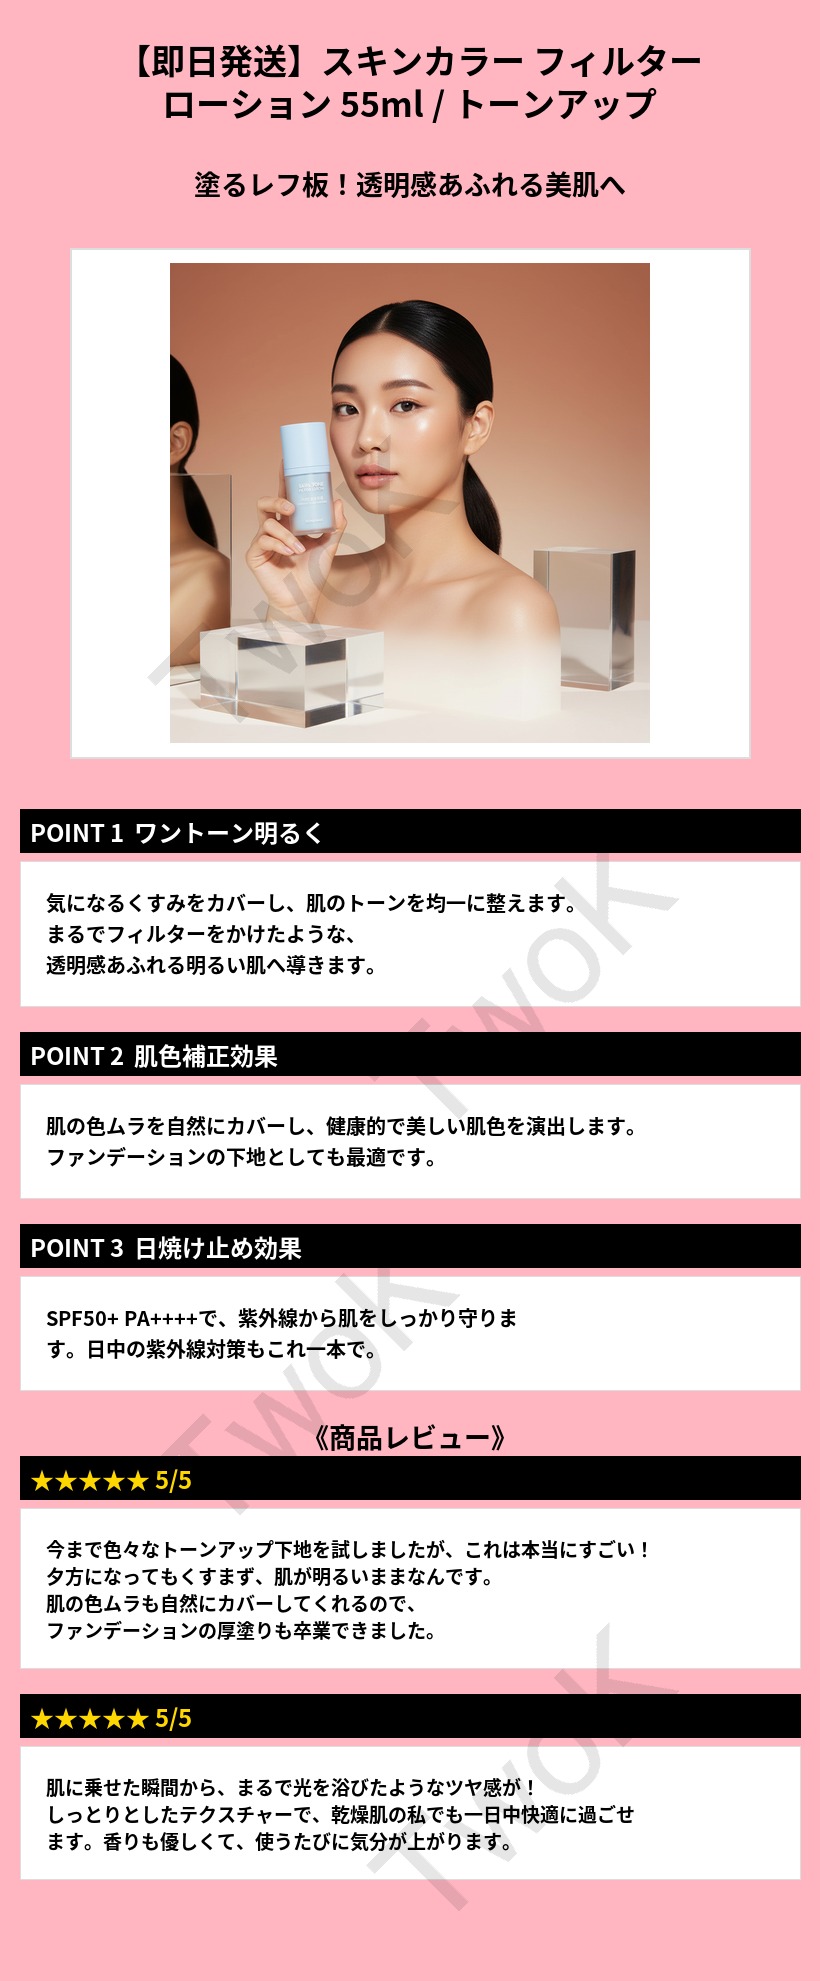 【即日発送】スキンカラー フィルター
ローション 55ml / トーンアップ
塗るレフ板！透明感あふれる美肌へ
TwoK
POINT 1 ワントーン明るく
気になるくすみをカバーし、肌のトーンを均一に整えます。
まるでフィルターをかけたような、
透明感あふれる明るい肌へ導きます。
TwoK
POINT 2 肌色補正効果
肌の色ムラを自然にカバーし、健康的で美しい肌色を演出します。
ファンデーションの下地としても最適です。
POINT 3 日焼け止め効果
SPF50+ PA++++で、紫外線から肌をしっかり守りま
す。日中の紫外線対策もこれ一本で。
TwoK
《商品レビュー》
★★★★★ 5/5
今まで色々なトーンアップ下地を試しましたが、これは本当にすごい！
夕方になってもくすまず、肌が明るいままなんです。
肌の色ムラも自然にカバーしてくれるので、
ファンデーションの厚塗りも卒業できました。
★★★★★ 5/5
肌に乗せた瞬間から、まるで光を浴びたようなツヤ感が！
しっとりとしたテクスチャーで、乾燥肌の私でも一日中快適に過ごせ
ます。香りも優しくて、使うたびに気分が上がります。
TwoK